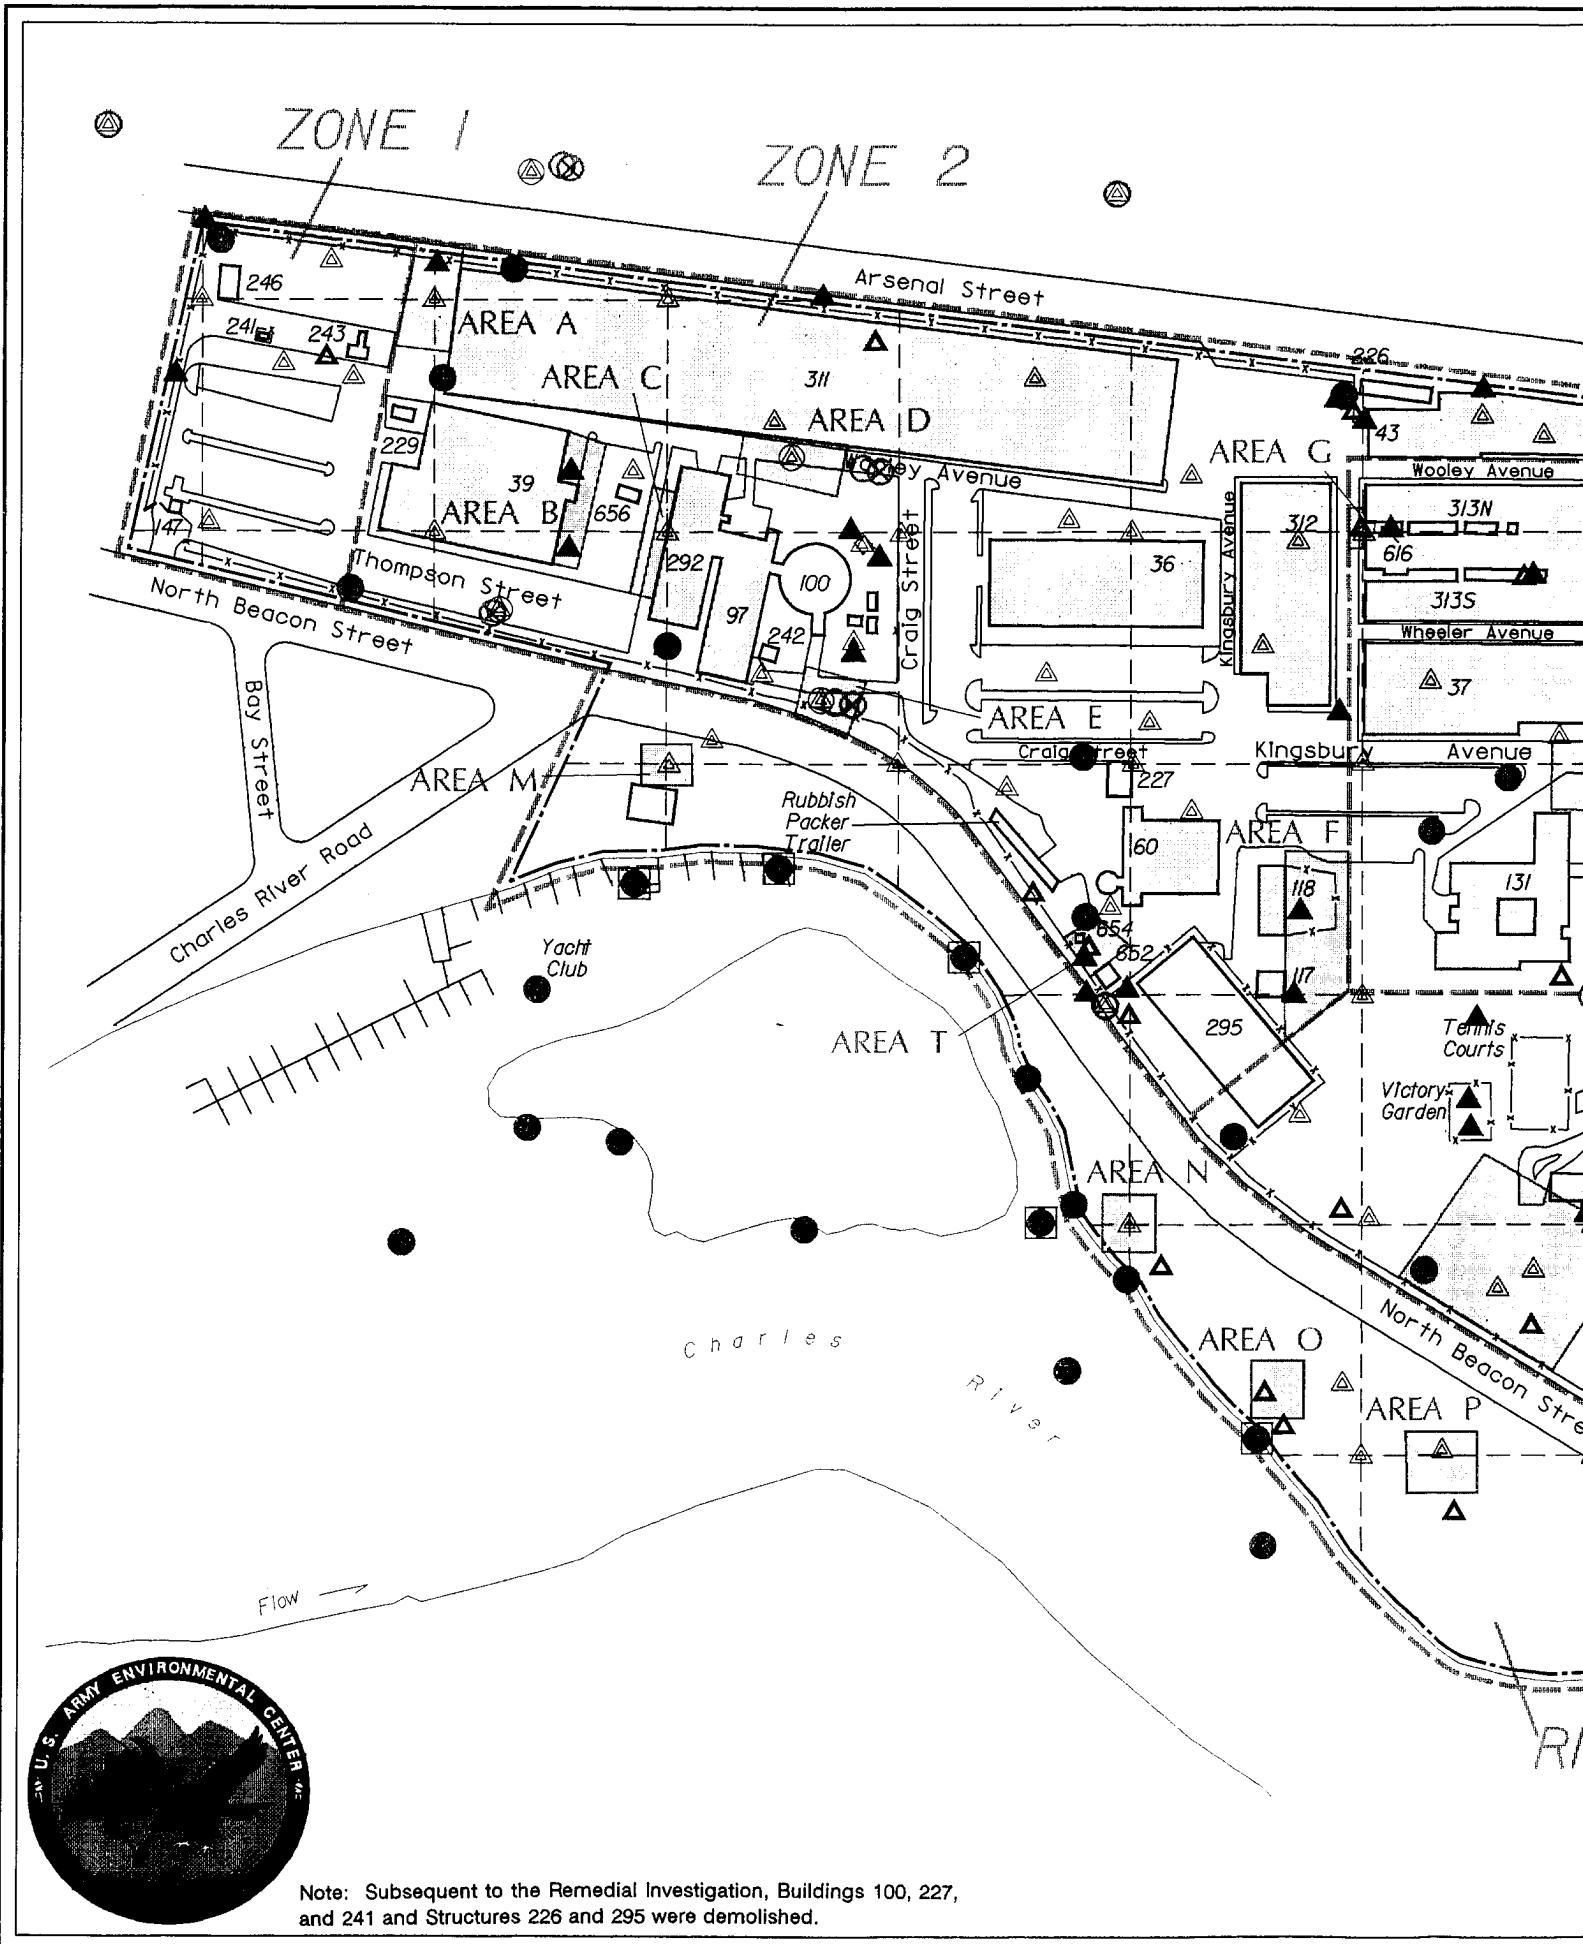 ZONE 1
ZONE 2
Arsenal Street
246
241
243
AREA A
AREA C
311
AREA D
226
229
39
AREA B
656
Avenue
AREA G
43
Wooley Avenue
313N
312
616
313S
147
Thompson Street
292
100
36
Kingsbury Avenue
North Beacon Street
97
242
Craig Street
Wheeler Avenue
37
Bay Street
AREA E
Craig Street
Kingsbury Avenue
AREA M
227
Rubbish
Packer
Trailer
60
AREA F
Charles River Road
118
131
Yacht
Club
654
652
117
AREA T
295
Tennis
Courts
Victory
Garden
AREA N
Charles
River
AREA O
North Beacon Stre
AREA P
Flow
RI
U. S. ARMY ENVIRONMENTAL CENTER
Note: Subsequent to the Remedial Investigation, Buildings 100, 227,
and 241 and Structures 226 and 295 were demolished.